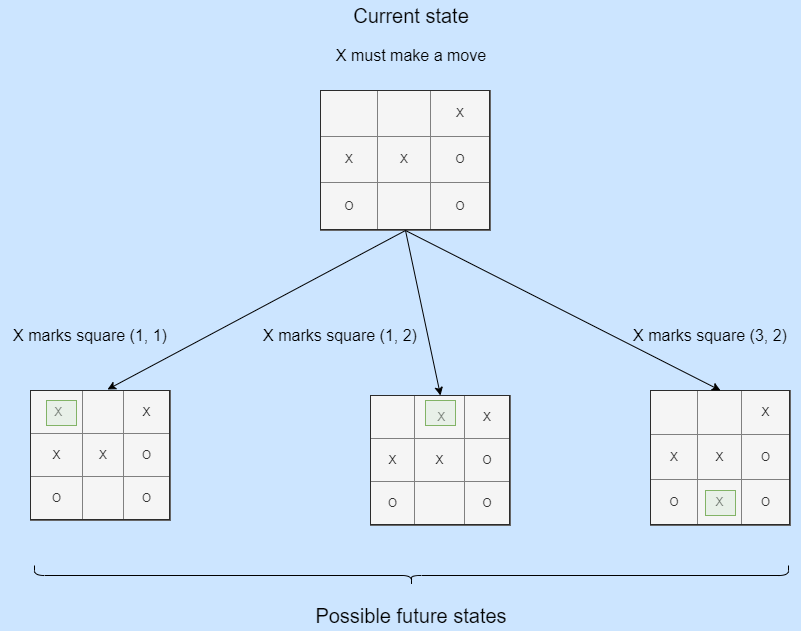 Current state
X must make a move
X
X X O
O O
X marks square (1, 1)
X marks square (1, 2)
X marks square (3, 2)
X X
X X O
O O
X X
X X O
O O
X
X X O
O X O
Possible future states